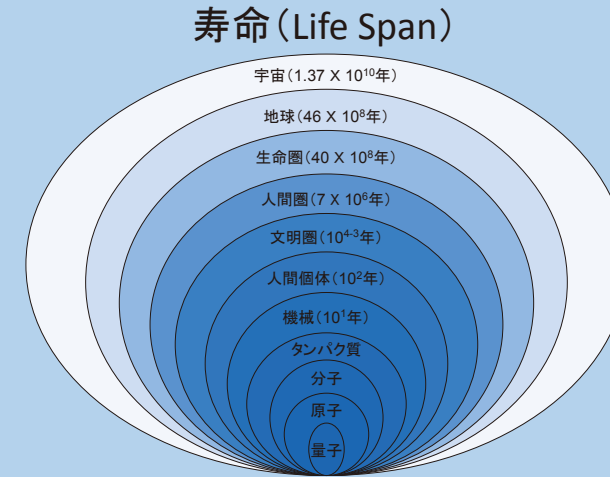 寿命(Life Span)
宇宙(1.37 X 10¹⁰年)
地球(46 X 10⁸年)
生命圏(40 X 10⁸年)
人間圏(7 X 10⁶年)
文明圏(10⁴⁻³年)
人間個体(10²年)
機械(10¹年)
タンパク質
分子
原子
量子